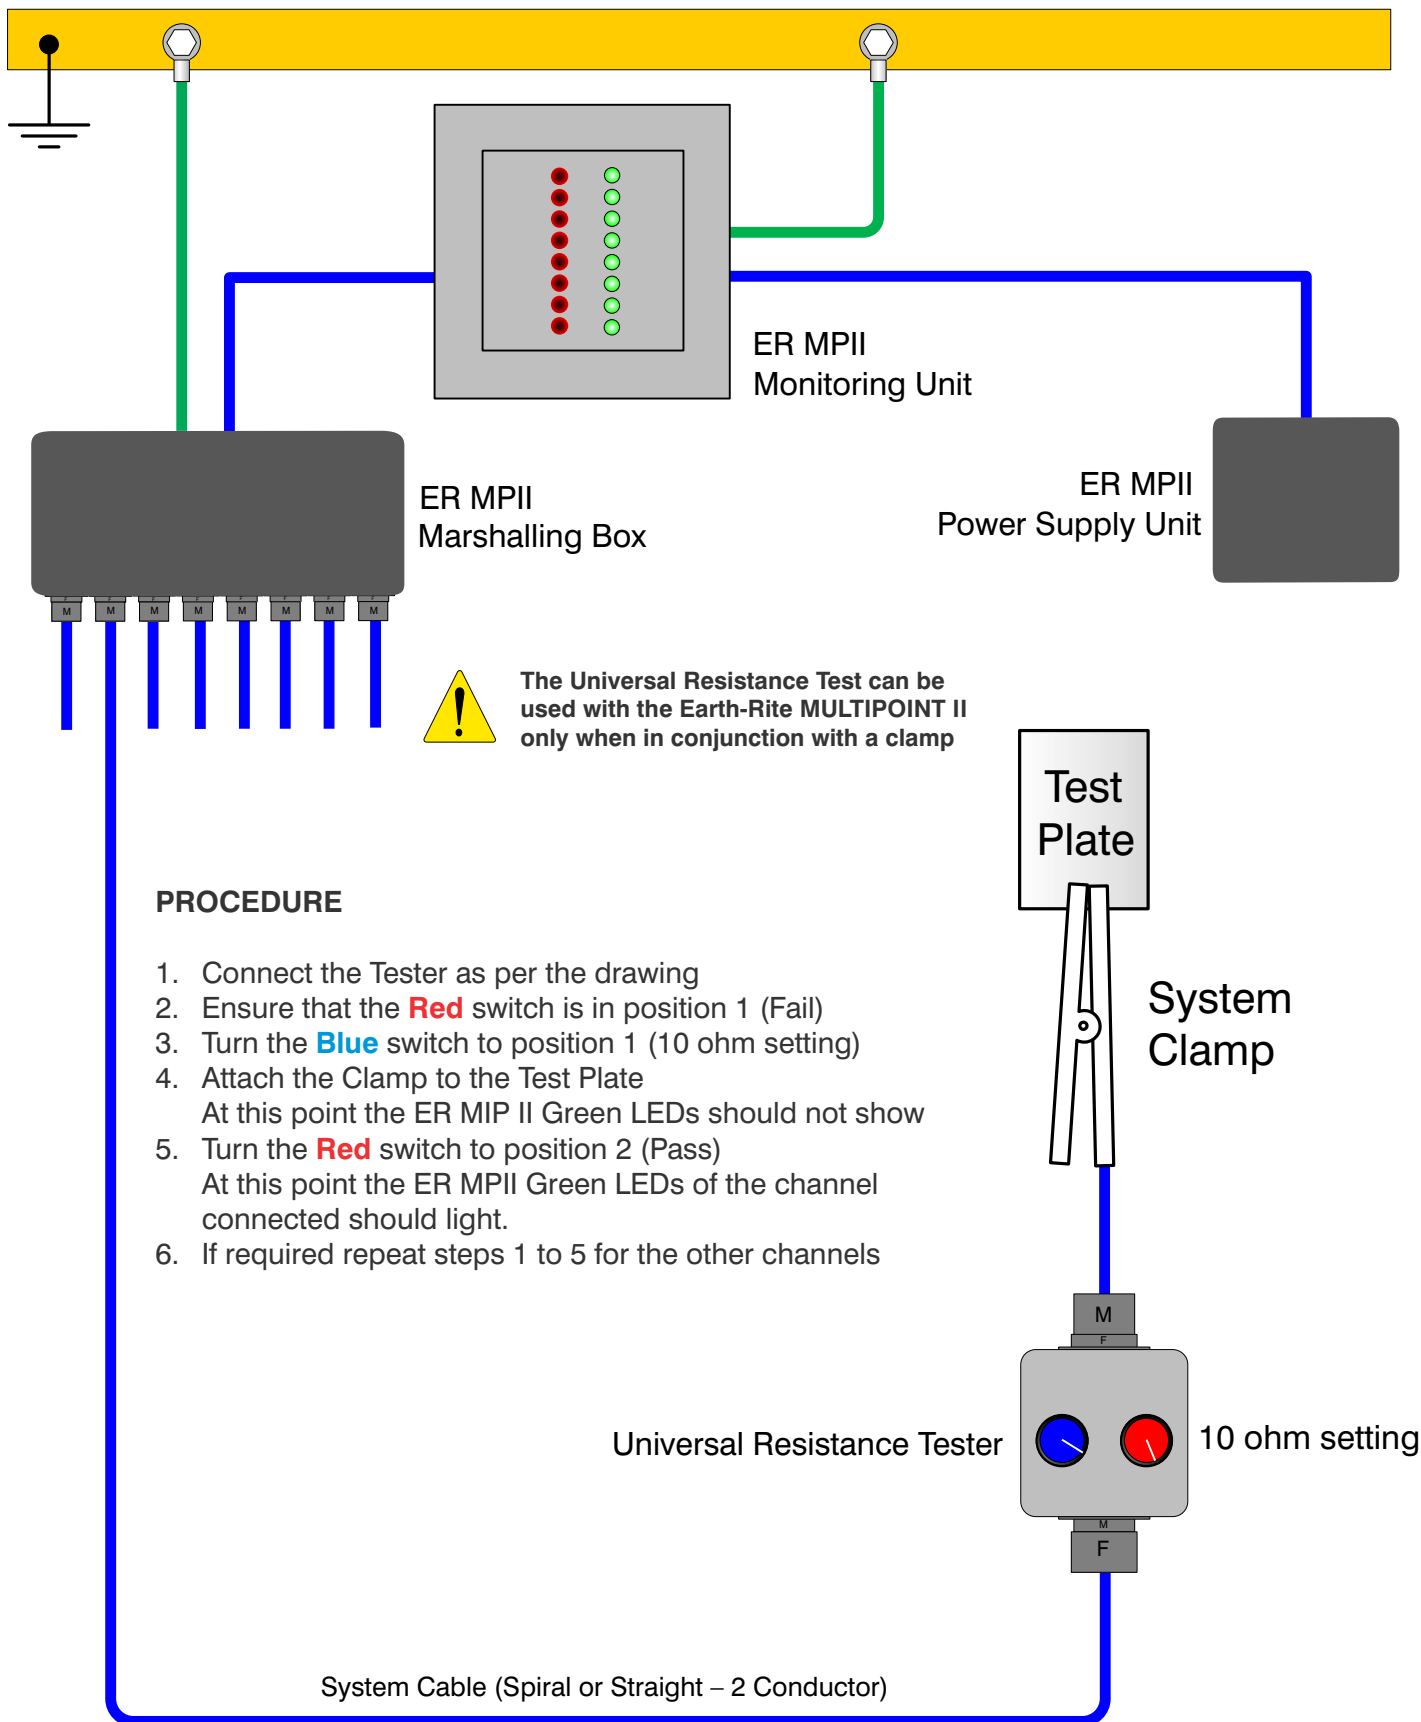 ER MPII
Monitoring Unit
ER MPII
Marshalling Box
ER MPII
Power Supply Unit
F F F F F F F F
M M M M M M M M
!
The Universal Resistance Test can be
used with the Earth-Rite MULTIPOINT II
only when in conjunction with a clamp
Test
Plate
PROCEDURE
1. Connect the Tester as per the drawing
2. Ensure that the Red switch is in position 1 (Fail)
3. Turn the Blue switch to position 1 (10 ohm setting)
4. Attach the Clamp to the Test Plate
At this point the ER MIP II Green LEDs should not show
5. Turn the Red switch to position 2 (Pass)
At this point the ER MPII Green LEDs of the channel
connected should light.
6. If required repeat steps 1 to 5 for the other channels
System
Clamp
M
F
Universal Resistance Tester
10 ohm setting
M
F
System Cable (Spiral or Straight – 2 Conductor)